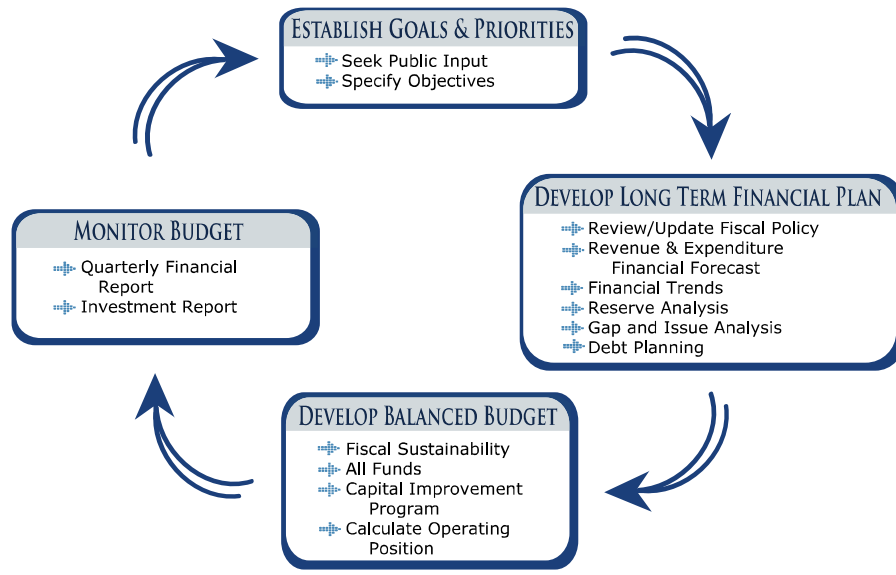 ESTABLISH GOALS & PRIORITIES
Seek Public Input
Specify Objectives
DEVELOP LONG TERM FINANCIAL PLAN
Review/Update Fiscal Policy
Revenue & Expenditure
Financial Forecast
Financial Trends
Reserve Analysis
Gap and Issue Analysis
Debt Planning
DEVELOP BALANCED BUDGET
Fiscal Sustainability
All Funds
Capital Improvement
Program
Calculate Operating
Position
MONITOR BUDGET
Quarterly Financial
Report
Investment Report